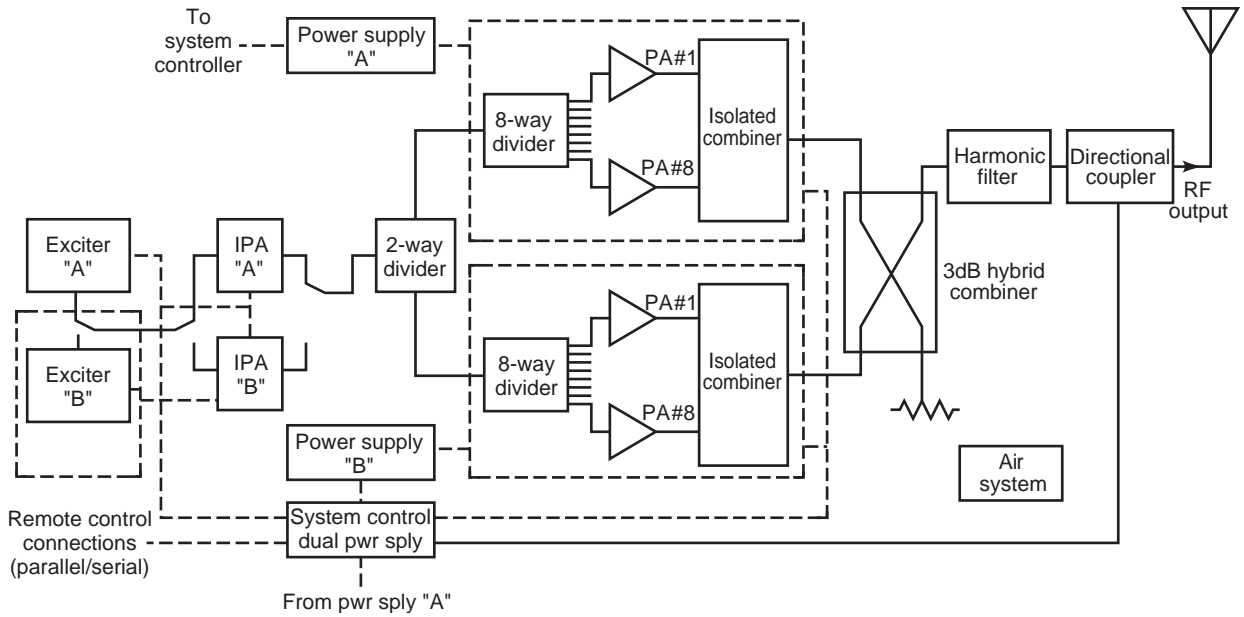 To
system
controller
Power supply
"A"
PA#1
8-way
divider
Isolated
combiner
PA#8
Harmonic
filter
Directional
coupler
RF
output
Exciter
"A"
IPA
"A"
2-way
divider
3dB hybrid
combiner
PA#1
Exciter
"B"
IPA
"B"
8-way
divider
Isolated
combiner
PA#8
Power supply
"B"
Air
system
Remote control
connections
(parallel/serial)
System control
dual pwr sply
From pwr sply "A"